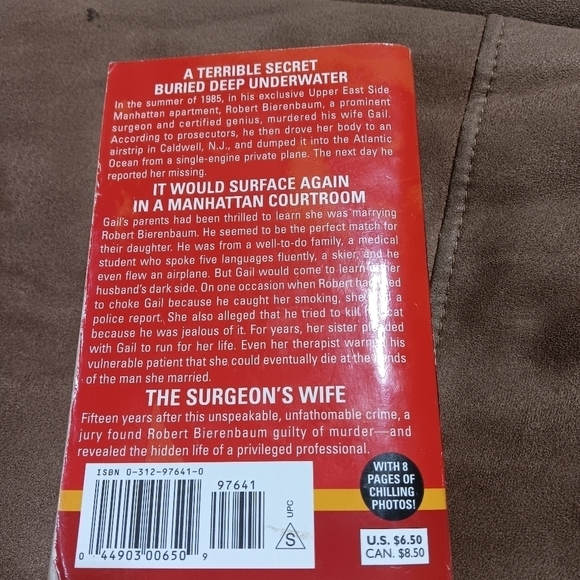 A TERRIBLE SECRET
BURIED DEEP UNDERWATER
In the summer of 1985, in his exclusive Upper East Side
Manhattan apartment, Robert Bierenbaum, a prominent
surgeon and certified genius, murdered his wife Gail.
According to prosecutors, he then drove her body to an
airstrip in Caldwell, N.J., and dumped it into the Atlantic
Ocean from a single-engine private plane. The next day he
reported her missing.
IT WOULD SURFACE AGAIN
IN A MANHATTAN COURTROOM
Gail's parents had been thrilled to learn she was marrying
Robert Bierenbaum. He seemed to be the perfect match for
their daughter. He was from a well-to-do family, a medical
student who spoke five languages fluently, a skier, and he
even flew an airplane. But Gail would come to learn her
husband's dark side. On one occasion when Robert had
to choke Gail because he caught her smoking, she a
police report. She also alleged that he tried to kill cat
because he was jealous of it. For years, her sister
with Gail to run for her life. Even her therapist his
vulnerable patient that she could eventually die at the hands
of the man she married.
THE SURGEON'S WIFE
Fifteen years after this unspeakable, unfathomable crime, a
jury found Robert Bierenbaum guilty of murder—and
revealed the hidden life of a privileged professional.
ISBN 0-312-97641-0
97641
UPC
S
0 44903 00650 9
WITH 8
PAGES OF
CHILLING
PHOTOS!
U.S. $6.50
CAN. $8.50